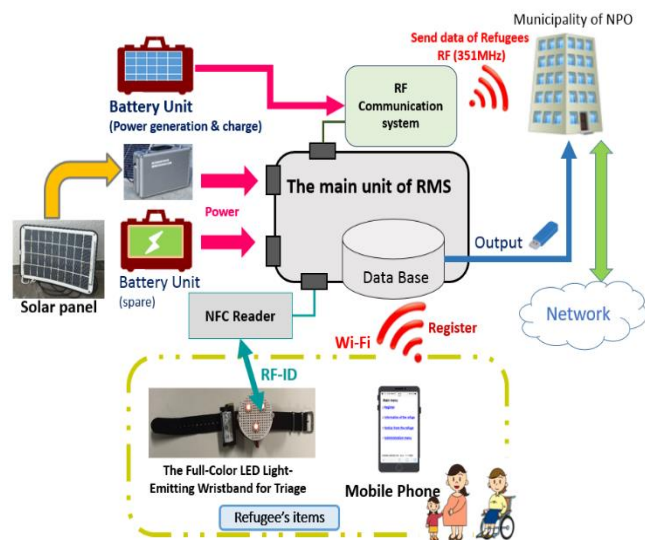 Municipality of NPO
Send data of Refugees
RF (351MHz)
RF
Communication
system
Battery Unit
(Power generation & charge)
The main unit of RMS
Power
Output
Battery Unit
(spare)
Solar panel
Data Base
NFC Reader
Network
Wi-Fi
Register
RF-ID
The Full-Color LED Light-
Emitting Wristband for Triage
Mobile Phone
Refugee's items